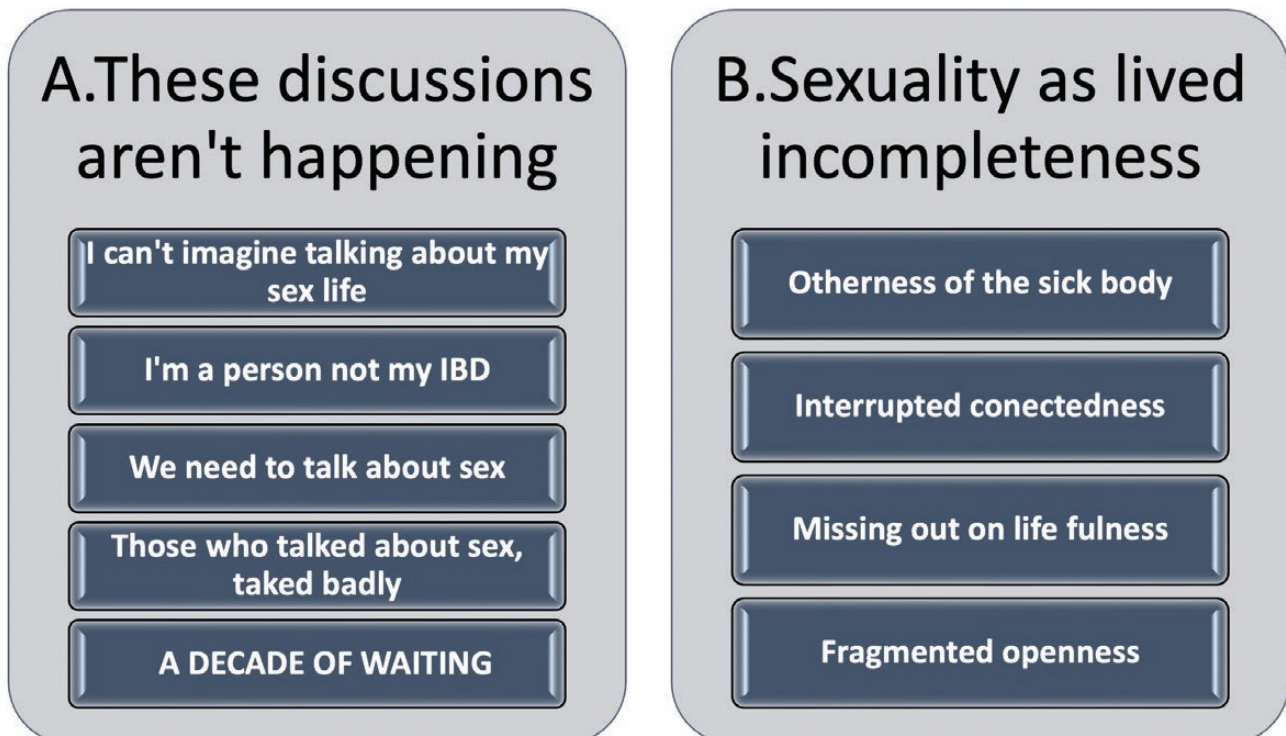 A.These discussions
aren't happening
I can't imagine talking about my
sex life
I'm a person not my IBD
We need to talk about sex
Those who talked about sex,
taked badly
A DECADE OF WAITING
B.Sexuality as lived
incompleteness
Otherness of the sick body
Interrupted conectedness
Missing out on life fulness
Fragmented openness